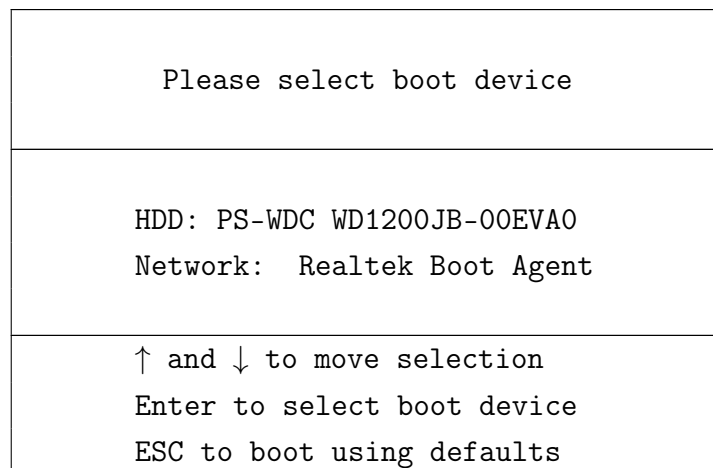 Please select boot device
HDD: PS-WDC WD1200JB-00EVA0
Network:  Realtek Boot Agent
↑ and ↓ to move selection
Enter to select boot device
ESC to boot using defaults